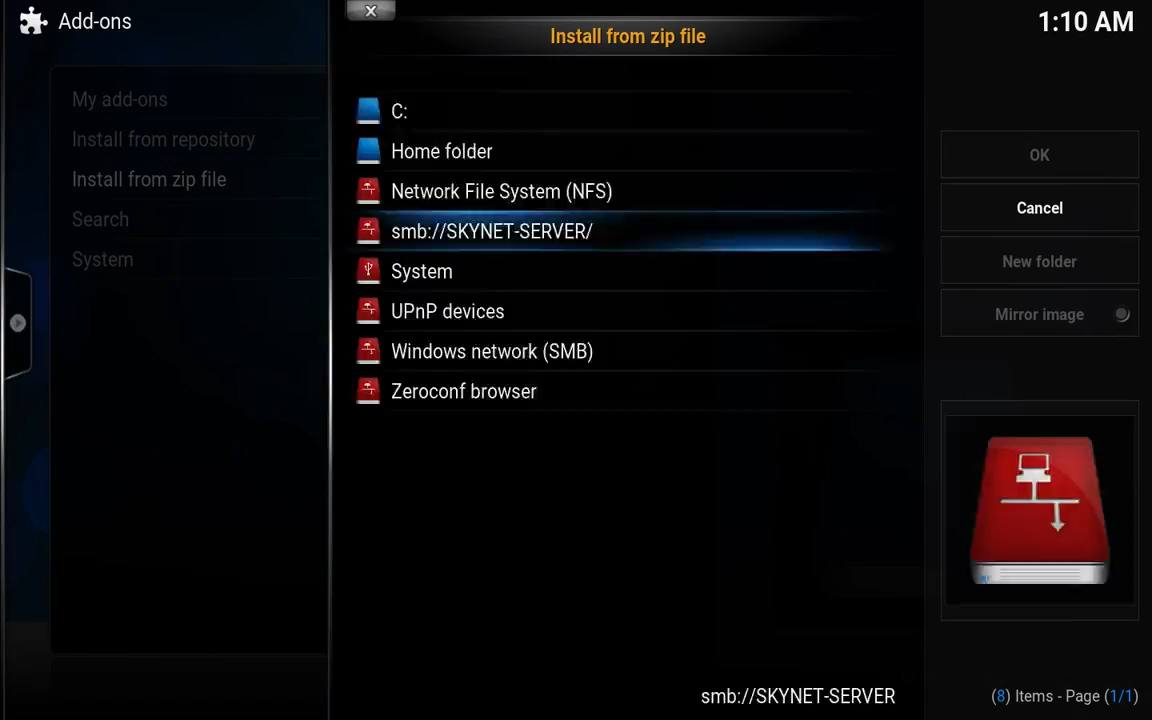 Add-ons
Install from zip file
1:10 AM
My add-ons
Install from repository
Install from zip file
Search
System
C:
Home folder
Network File System (NFS)
smb://SKYNET-SERVER/
System
UPnP devices
Windows network (SMB)
Zeroconf browser
OK
Cancel
New folder
Mirror image
smb://SKYNET-SERVER
(8) Items - Page (1/1)